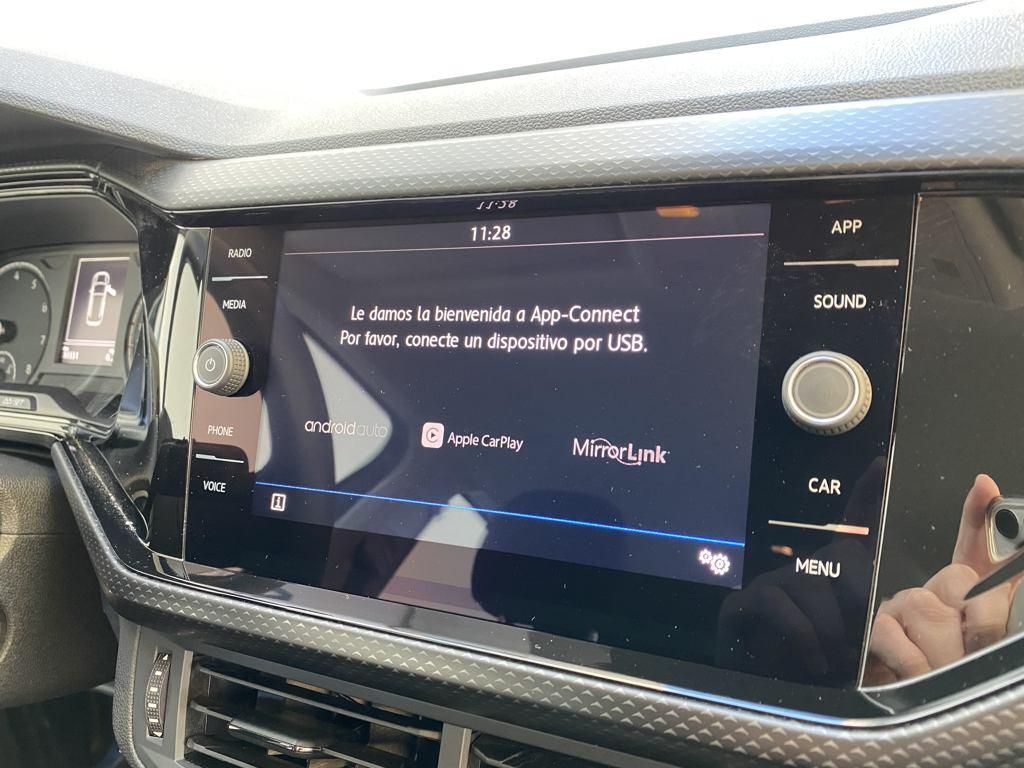 11:28
RADIO
MEDIA
PHONE
VOICE
Le damos la bienvenida a App-Connect
Por favor, conecte un dispositivo por USB.
androidauto
Apple CarPlay
MirrorLink
APP
SOUND
CAR
MENU